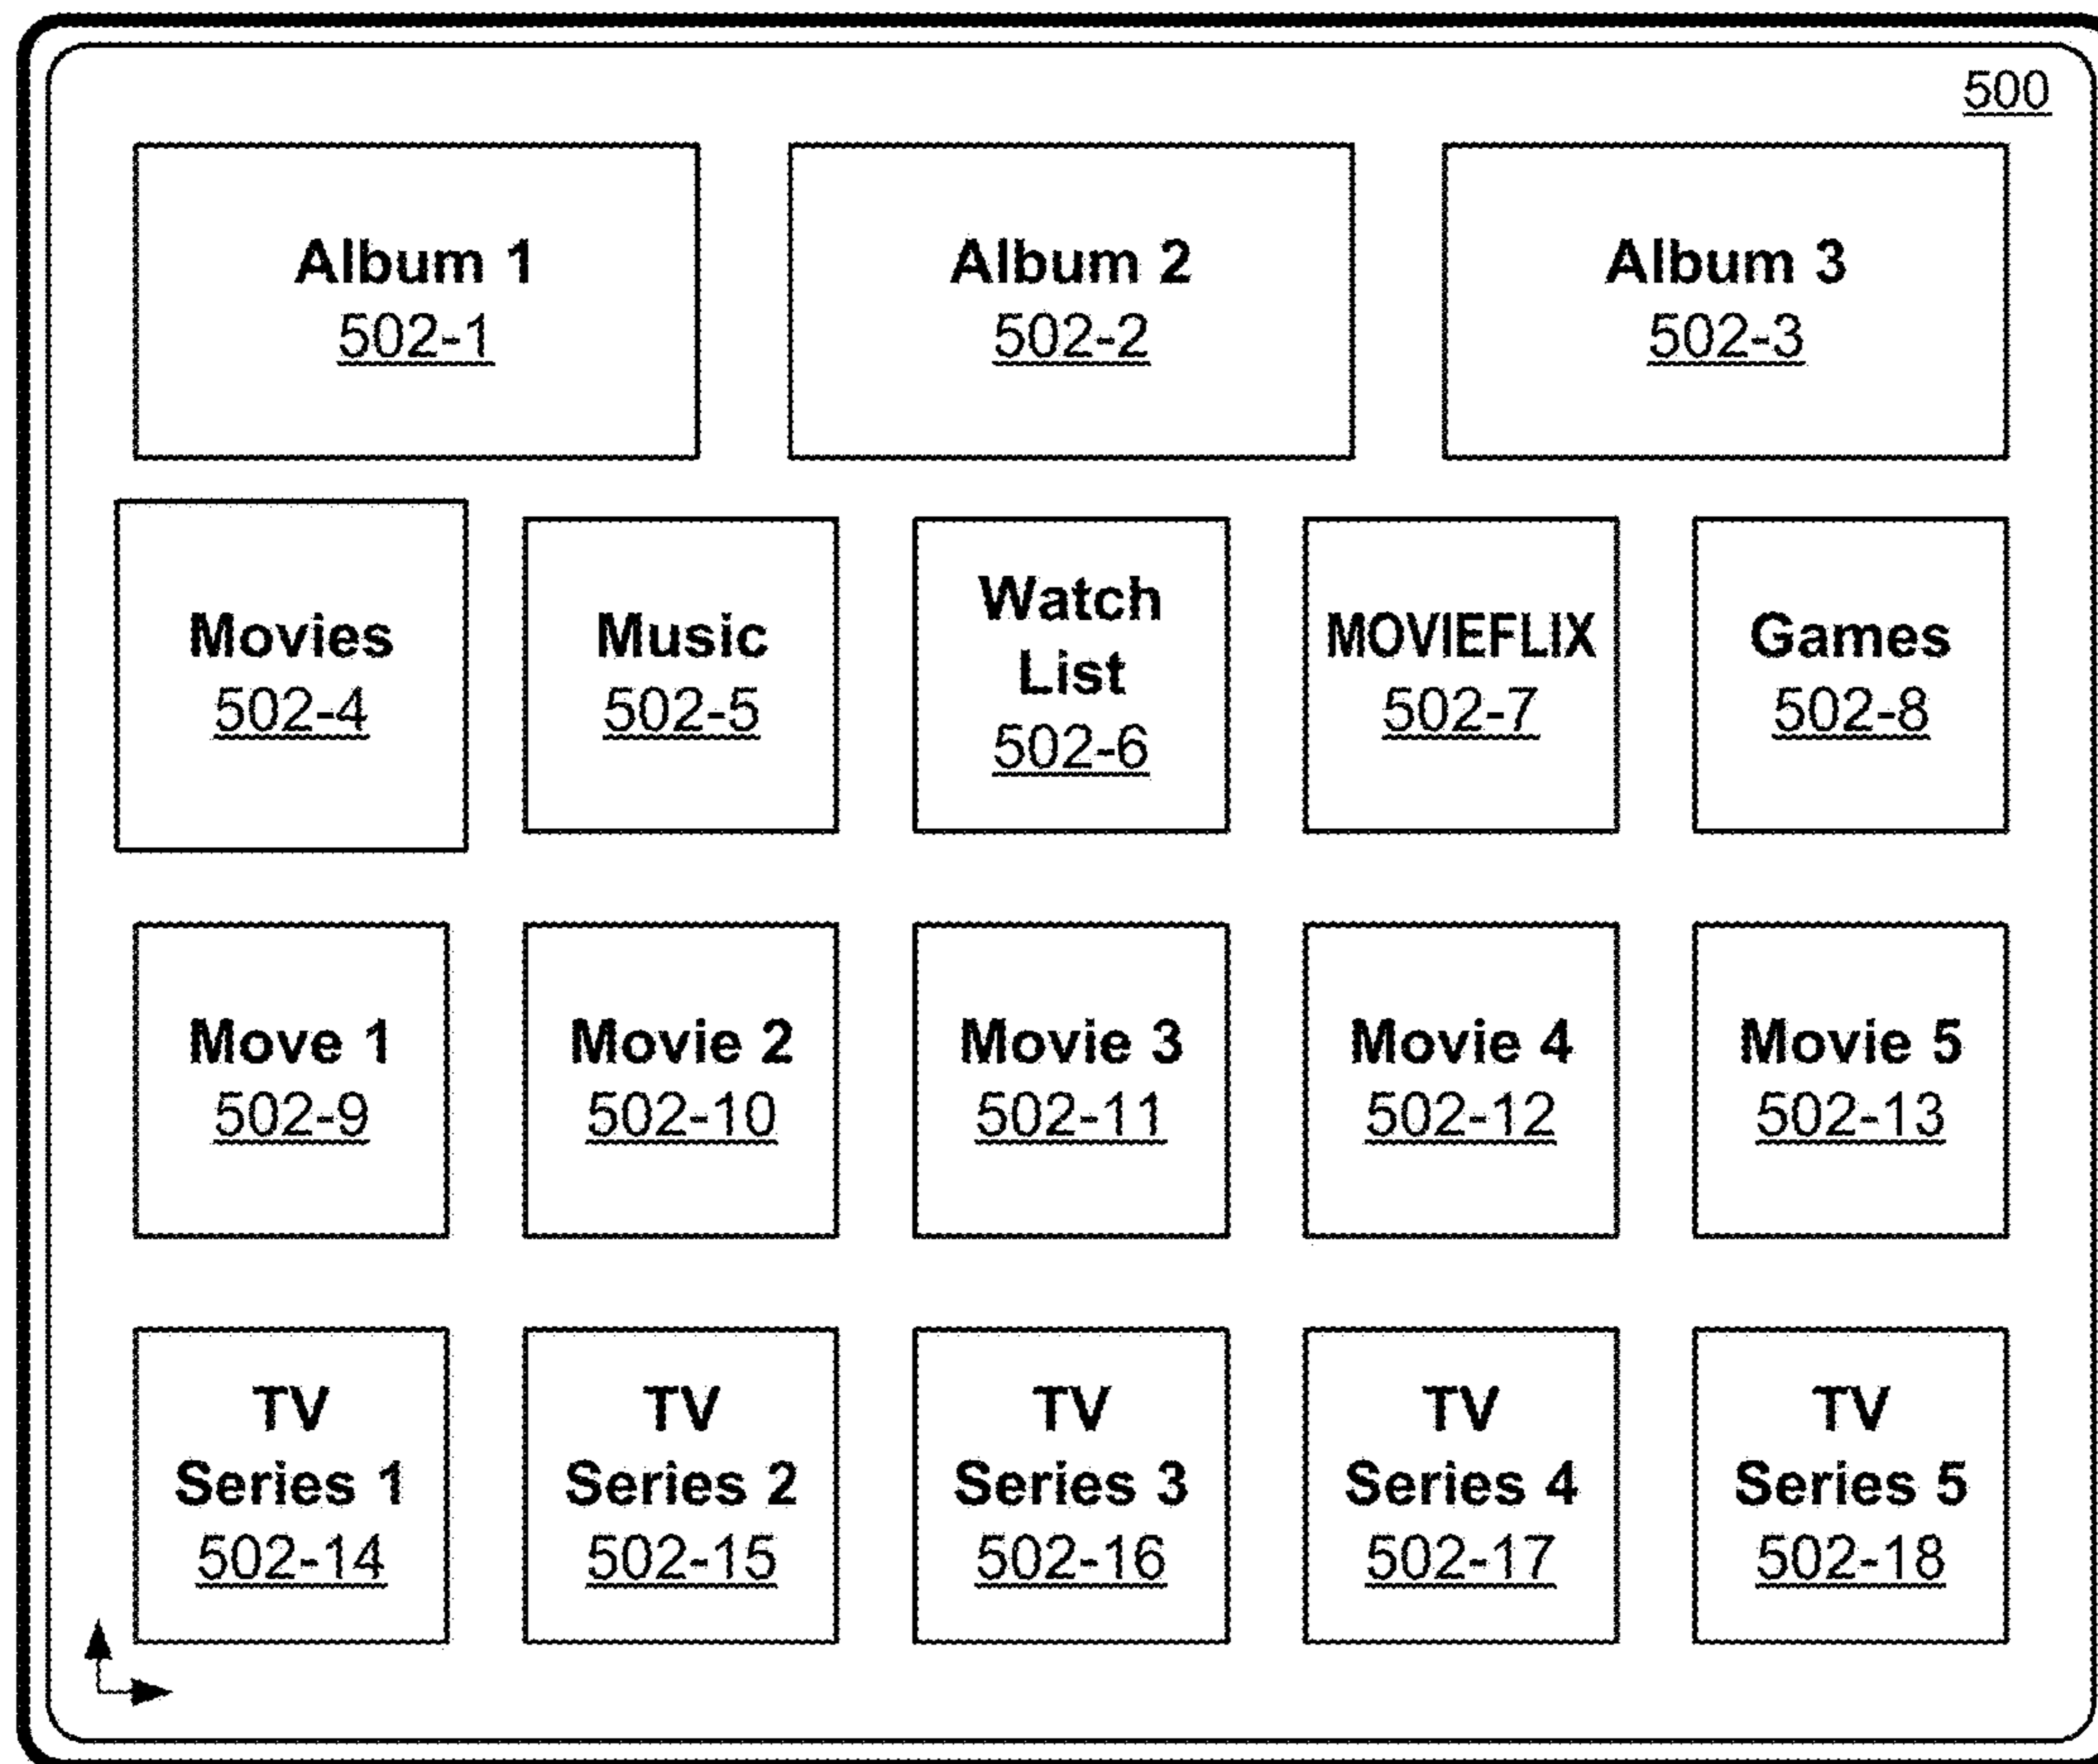 500
Album 1
502-1
Album 2
502-2
Album 3
502-3
Movies
502-4
Music
502-5
Watch
List
502-6
MOVIEFLIX
502-7
Games
502-8
Move 1
502-9
Movie 2
502-10
Movie 3
502-11
Movie 4
502-12
Movie 5
502-13
TV
Series 1
502-14
TV
Series 2
502-15
TV
Series 3
502-16
TV
Series 4
502-17
TV
Series 5
502-18